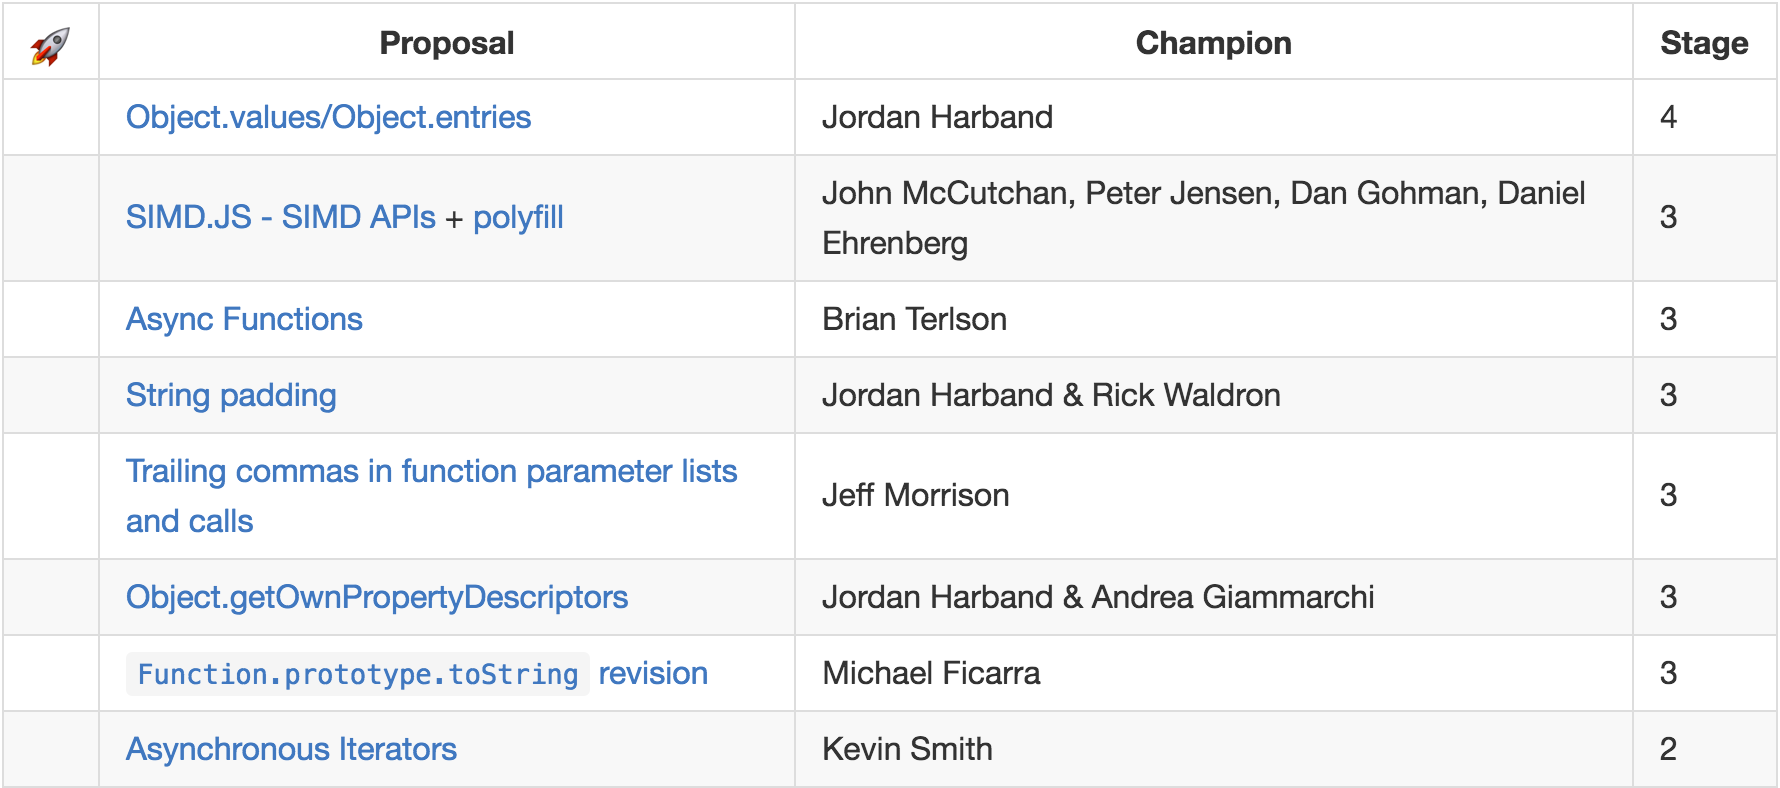 🚀 Proposal Champion Stage
Object.values/Object.entries Jordan Harband 4
SIMD.JS - SIMD APIs + polyfill John McCutchan, Peter Jensen, Dan Gohman, Daniel
Ehrenberg 3
Async Functions Brian Terlson 3
String padding Jordan Harband & Rick Waldron 3
Trailing commas in function parameter lists
and calls Jeff Morrison 3
Object.getOwnPropertyDescriptors Jordan Harband & Andrea Giammarchi 3
Function.prototype.toString revision Michael Ficarra 3
Asynchronous Iterators Kevin Smith 2